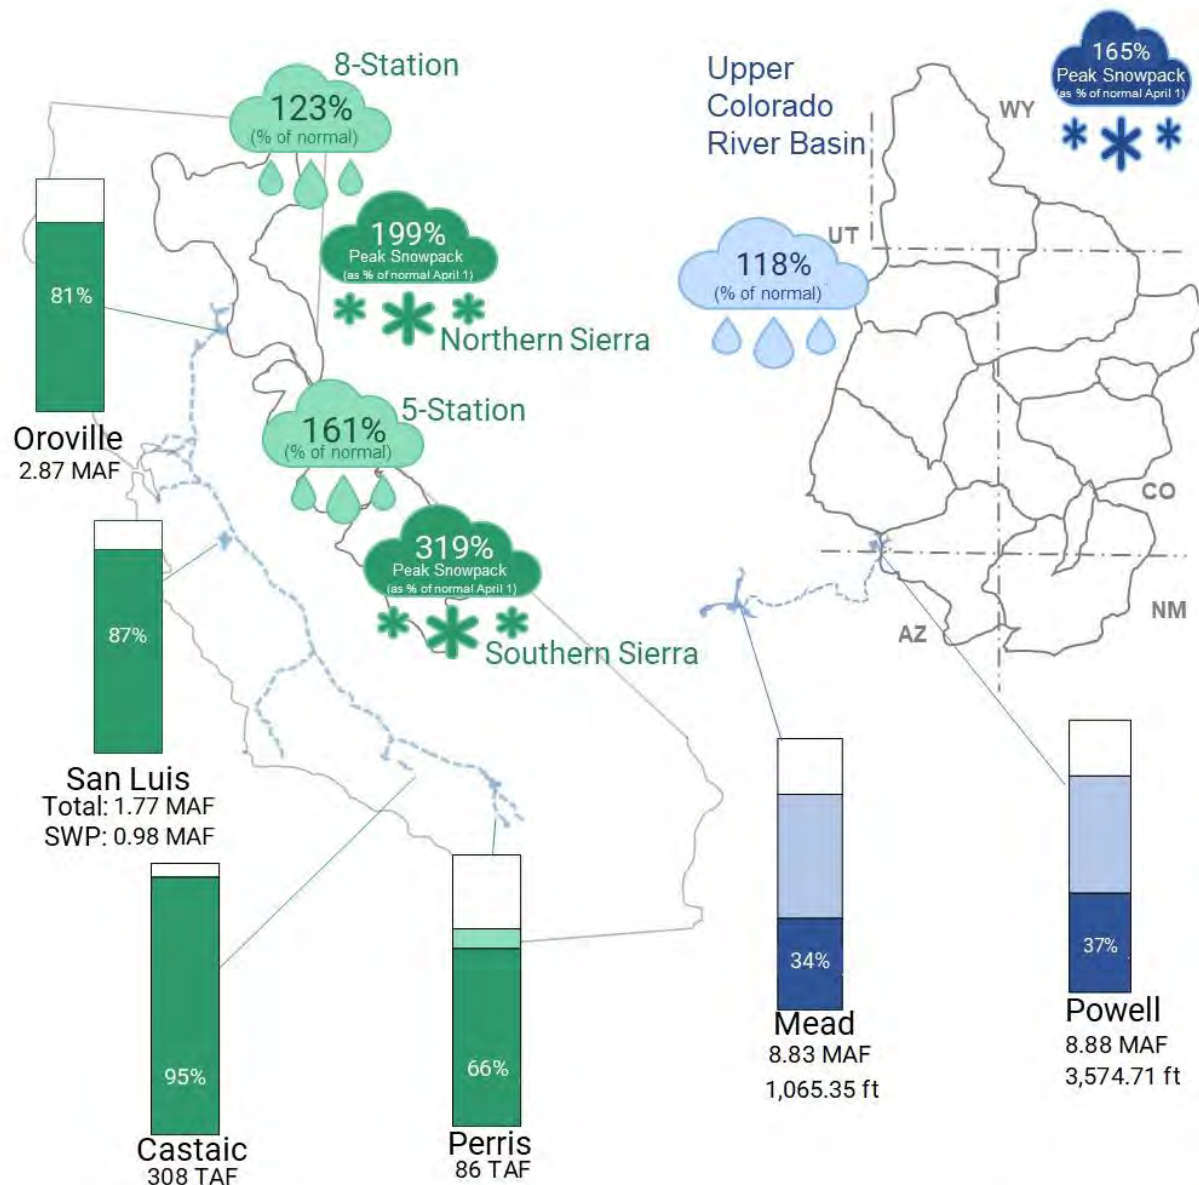 8-Station
123%
(% of normal)
199%
Peak Snowpack
(as % of normal April 1)
Northern Sierra
81%
Oroville
2.87 MAF
5-Station
161%
(% of normal)
319%
Peak Snowpack
(as % of normal April 1)
Southern Sierra
87%
San Luis
Total: 1.77 MAF
SWP: 0.98 MAF
95%
Castaic
308 TAF
66%
Perris
86 TAF
Upper
Colorado
River Basin
165%
Peak Snowpack
(as % of normal April 1)
WY
UT
118%
(% of normal)
CO
NM
AZ
34%
Mead
8.83 MAF
1,065.35 ft
37%
Powell
8.88 MAF
3,574.71 ft